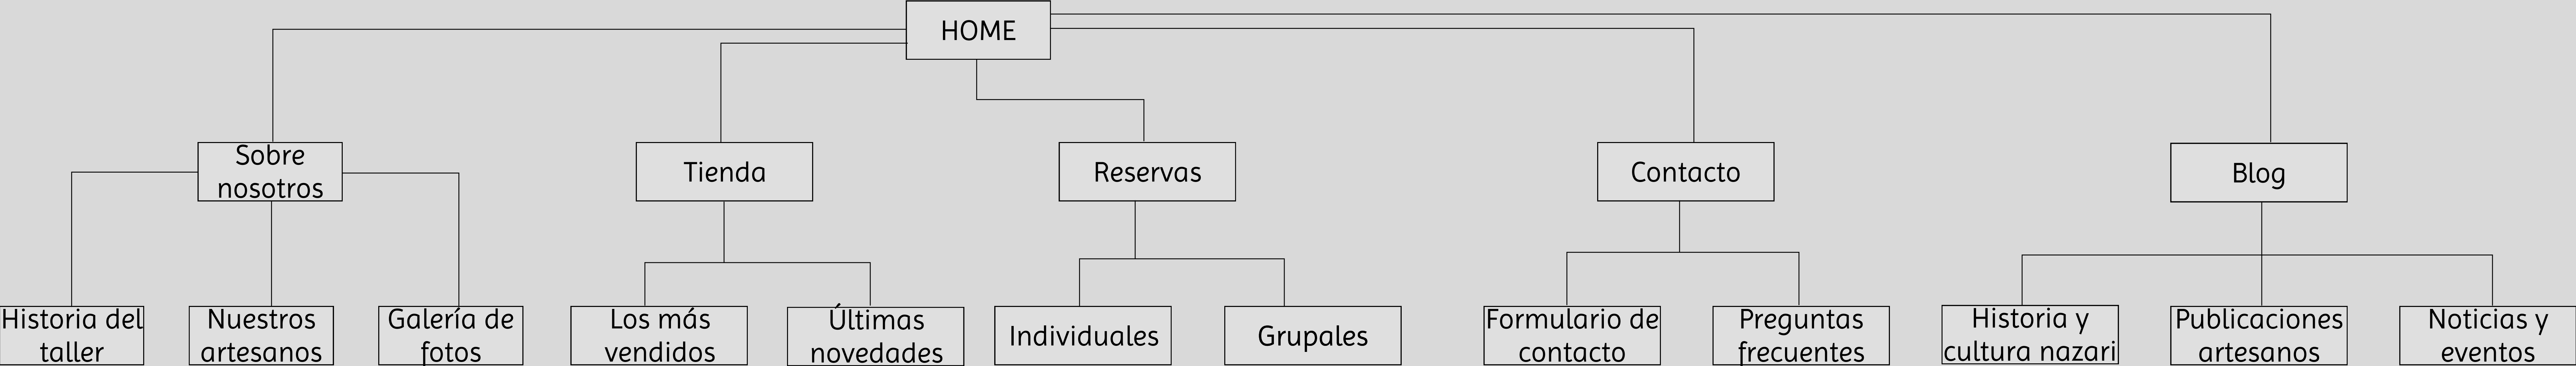 HOME
Sobre
nosotros
Tienda
Reservas
Contacto
Blog
Historia del
taller
Nuestros
artesanos
Galería de
fotos
Los más
vendidos
Últimas
novedades
Individuales
Grupales
Formulario de
contacto
Preguntas
frecuentes
Historia y
cultura nazari
Publicaciones
artesanos
Noticias y
eventos